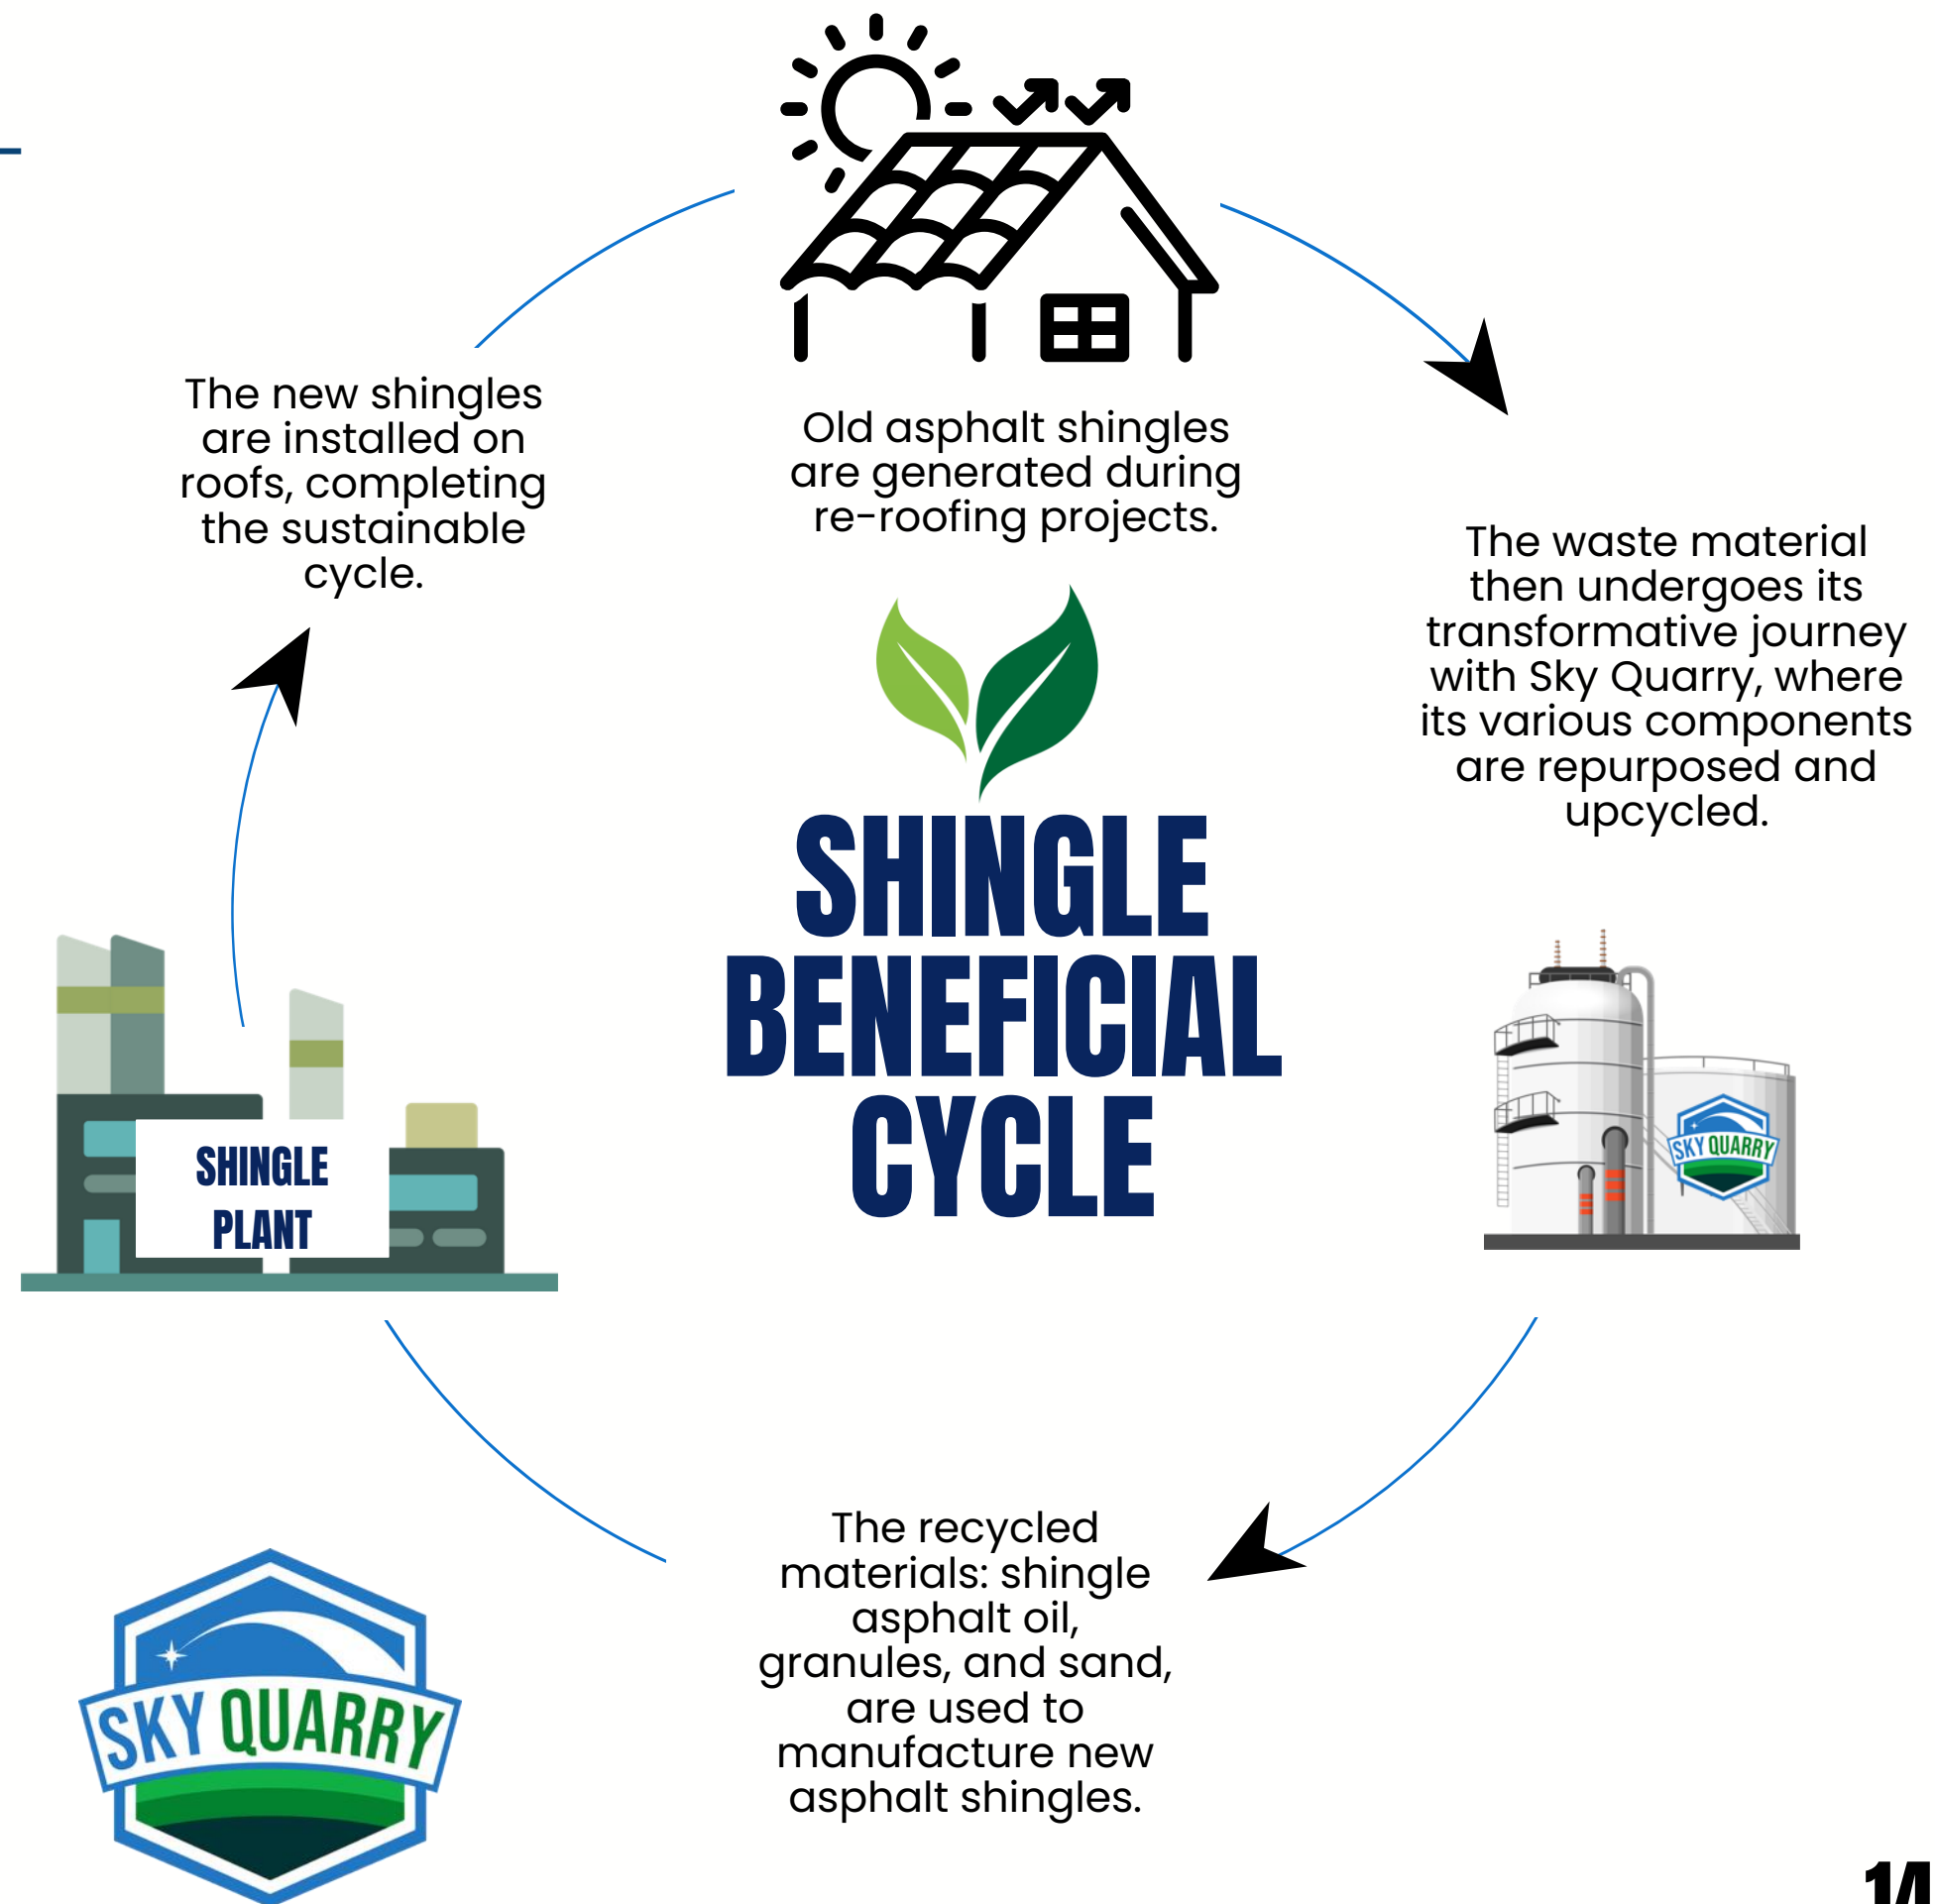 Old asphalt shingles
are generated during
re-roofing projects.
The waste material
then undergoes its
transformative journey
with Sky Quarry, where
its various components
are repurposed and
upcycled.
SKY QUARRY
The recycled
materials: shingle
asphalt oil,
granules, and sand,
are used to
manufacture new
asphalt shingles.
SHINGLE
PLANT
The new shingles
are installed on
roofs, completing
the sustainable
cycle.
SHINGLE
BENEFICIAL
CYCLE
SKY QUARRY
14